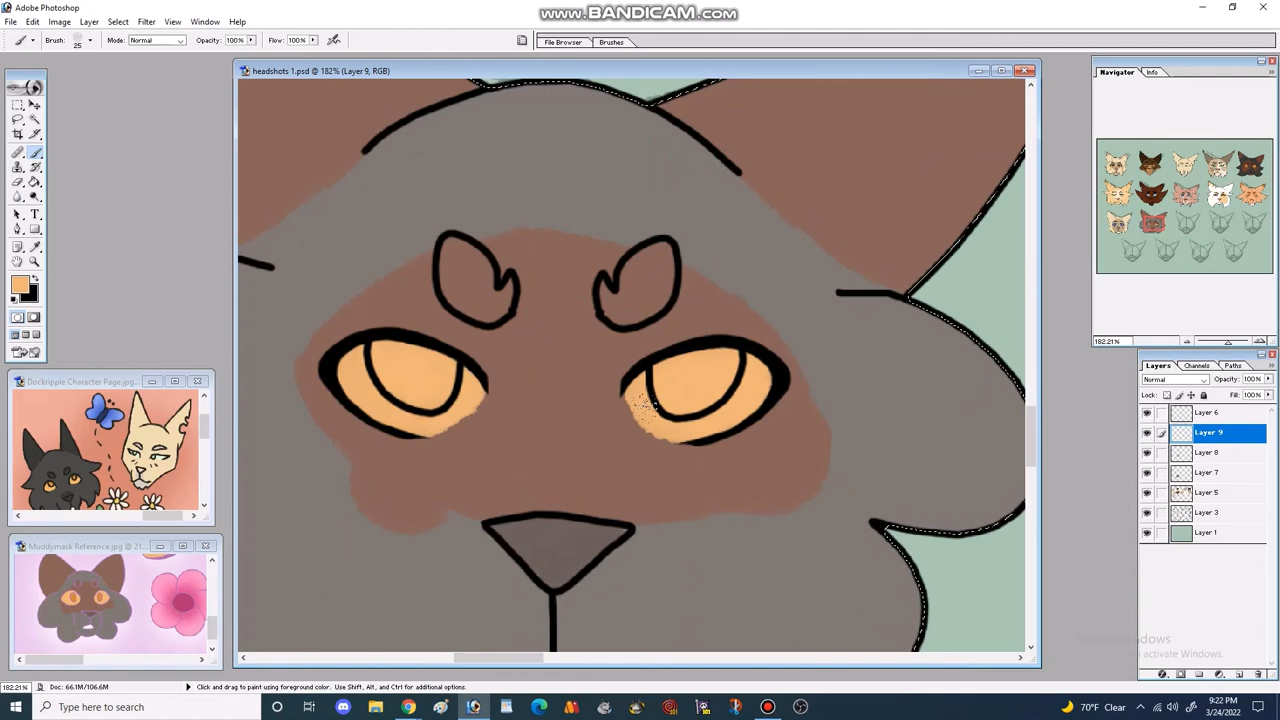 Adobe Photoshop
www.BANDICAM.com
File Edit Image Layer Select Filter View Window Help
Brush: 25 Mode: Normal Opacity: 100% Flow: 100% File Browser Brushes
headshots 1.psd @ 182% (Layer 9, RGB)
Navigator Info
182.21%
Layers Channels Paths
Normal Opacity: 100%
Lock: Fill: 100%
Layer 6
Layer 9
Layer 8
Layer 7
Layer 5
Layer 3
Layer 1
Dockripple Character Page.jpg...
Muddymask Reference.jpg @ 21...
182.21% Doc: 66.1M/106.6M Click and drag to paint using foreground color. Use Shift, Alt, and Ctrl for additional options.
Type here to search
70°F Clear
9:22 PM
3/24/2022